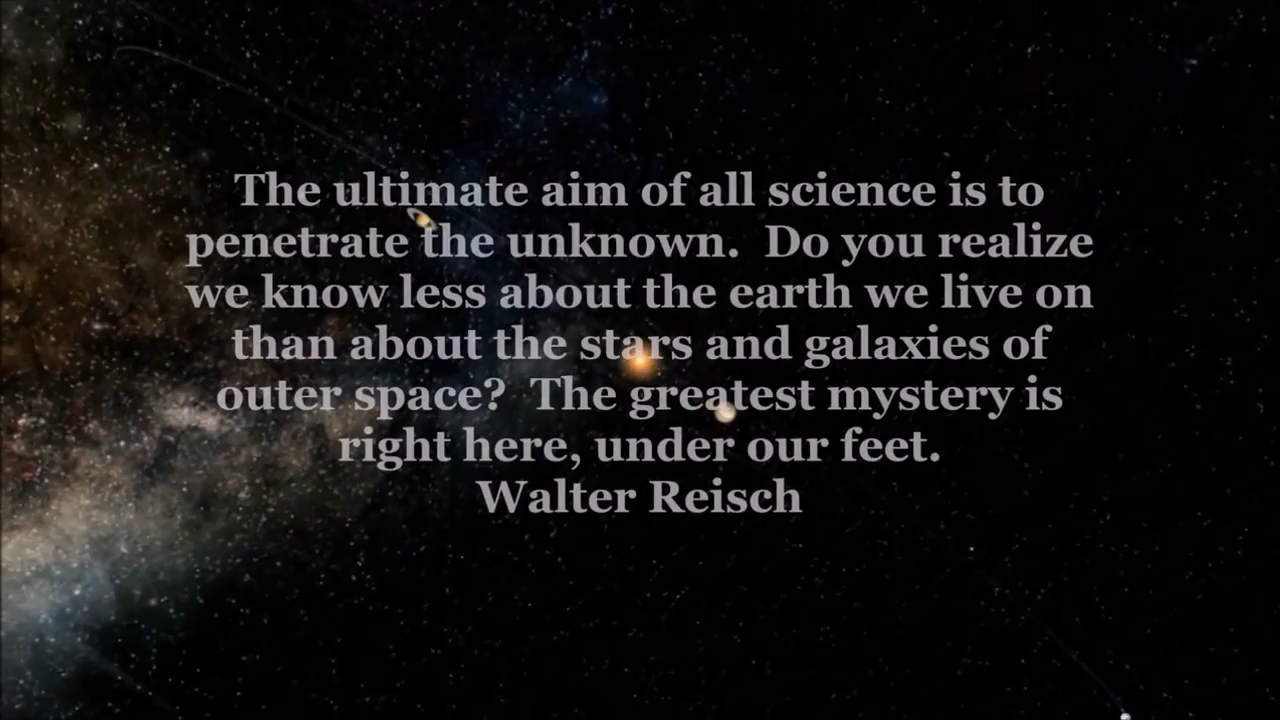 The ultimate aim of all science is to
penetrate the unknown.  Do you realize
we know less about the earth we live on
than about the stars and galaxies of
outer space?  The greatest mystery is
right here, under our feet.
Walter Reisch